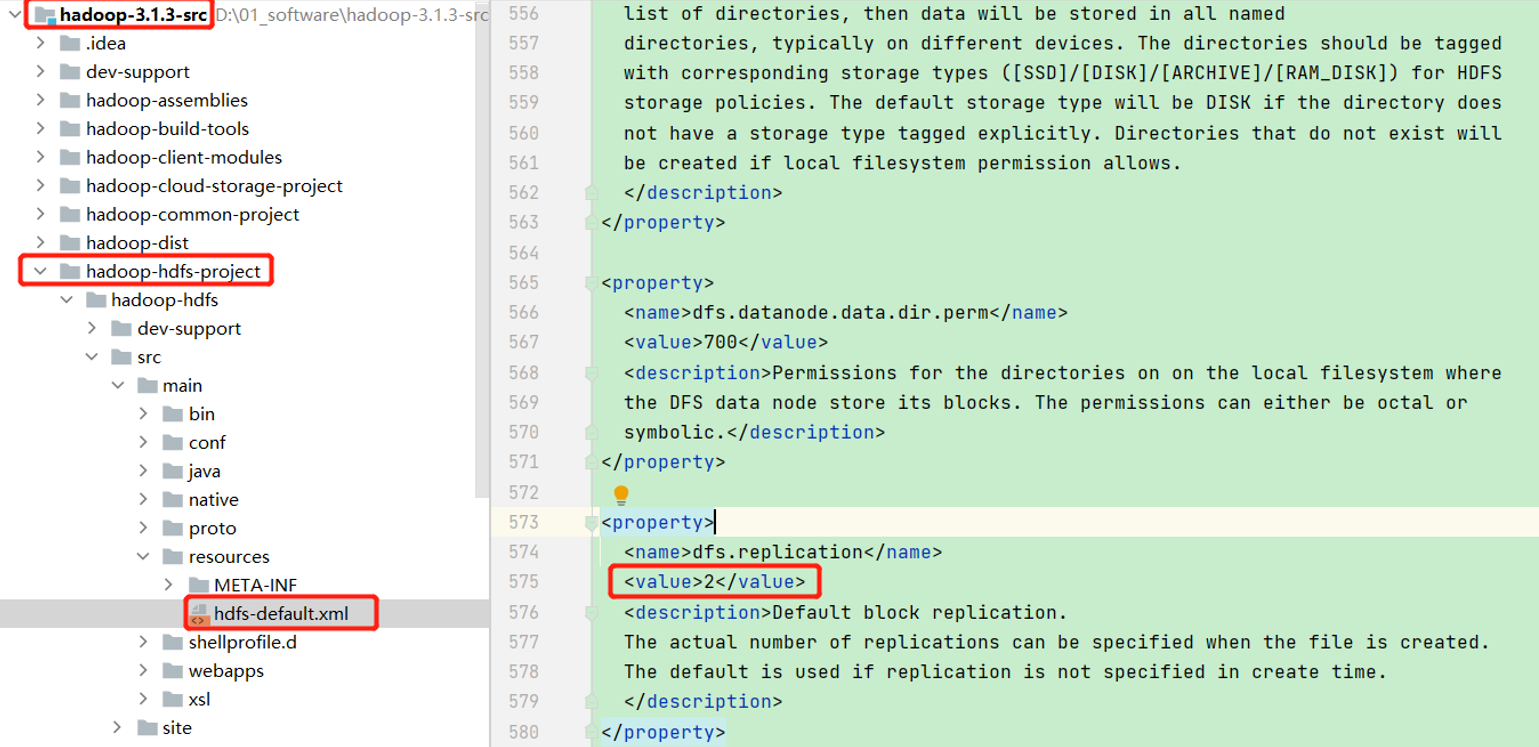 hadoop-3.1.3-src D:\01_software\hadoop-3.1.3-src
.idea
dev-support
hadoop-assemblies
hadoop-build-tools
hadoop-client-modules
hadoop-cloud-storage-project
hadoop-common-project
hadoop-dist
hadoop-hdfs-project
hadoop-hdfs
dev-support
src
main
bin
conf
java
native
proto
resources
META-INF
hdfs-default.xml
shellprofile.d
webapps
xsl
site
556 list of directories, then data will be stored in all named
557 directories, typically on different devices. The directories should be tagged
558 with corresponding storage types ([SSD]/[DISK]/[ARCHIVE]/[RAM_DISK]) for HDFS
559 storage policies. The default storage type will be DISK if the directory does
560 not have a storage type tagged explicitly. Directories that do not exist will
561 be created if local filesystem permission allows.
562 </description>
563 </property>
564
565 <property>
566 <name>dfs.datanode.data.dir.perm</name>
567 <value>700</value>
568 <description>Permissions for the directories on on the local filesystem where
569 the DFS data node store its blocks. The permissions can either be octal or
570 symbolic.</description>
571 </property>
572
573 <property>
574 <name>dfs.replication</name>
575 <value>2</value>
576 <description>Default block replication.
577 The actual number of replications can be specified when the file is created.
578 The default is used if replication is not specified in create time.
579 </description>
580 </property>